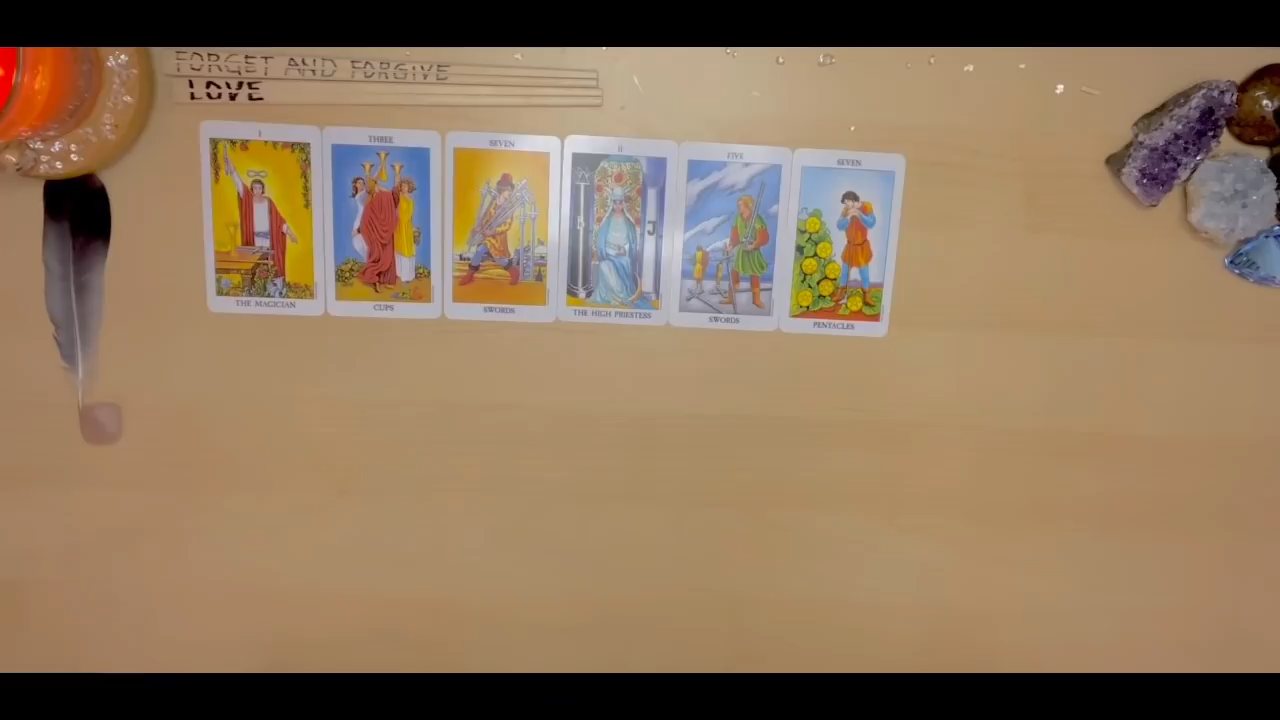 FORGET AND FORGIVE
LOVE
I
THE MAGICIAN
THREE
CUPS
SEVEN
SWORDS
II
B
J
THE HIGH PRIESTESS
FIVE
SWORDS
SEVEN
PENTACLES